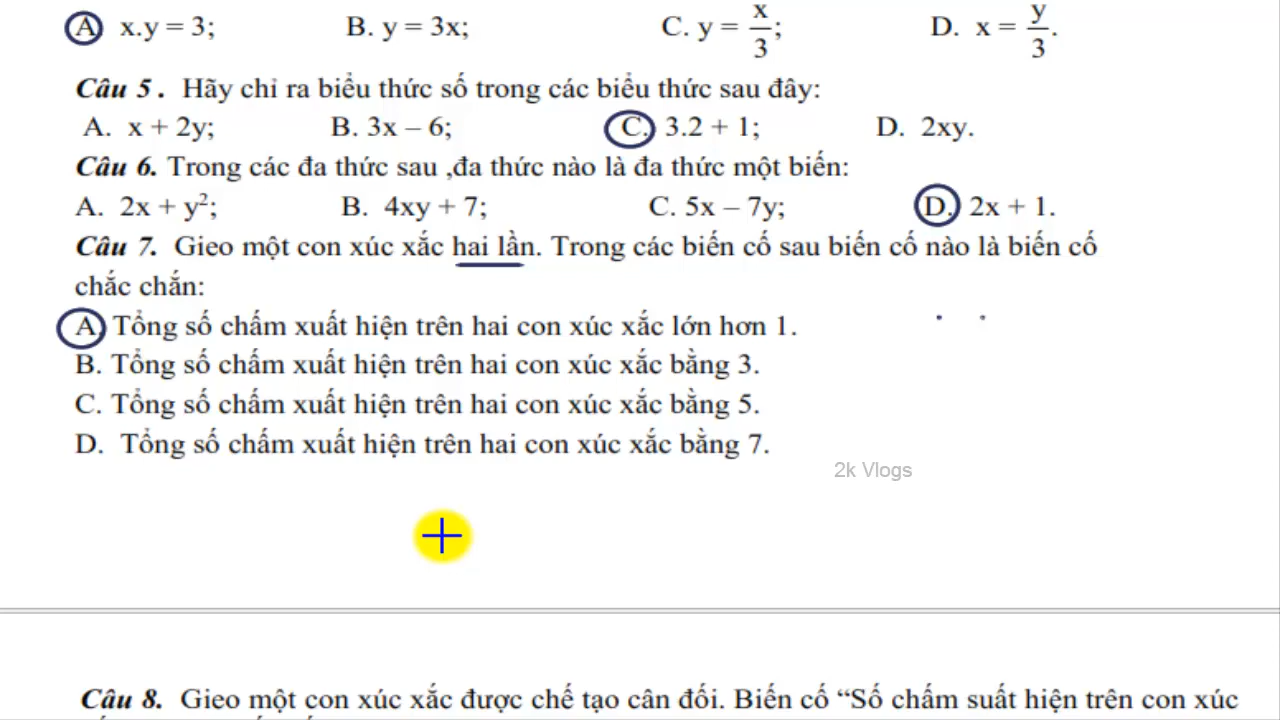 A. x.y = 3; B. y = 3x; C. y = x/3; D. x = y/3.
Câu 5 . Hãy chỉ ra biểu thức số trong các biểu thức sau đây:
A. x + 2y; B. 3x – 6; C. 3.2 + 1; D. 2xy.
Câu 6. Trong các đa thức sau ,đa thức nào là đa thức một biến:
A. 2x + y²; B. 4xy + 7; C. 5x – 7y; D. 2x + 1.
Câu 7. Gieo một con xúc xắc hai lần. Trong các biến cố sau biến cố nào là biến cố
chắc chắn:
A. Tổng số chấm xuất hiện trên hai con xúc xắc lớn hơn 1.
B. Tổng số chấm xuất hiện trên hai con xúc xắc bằng 3.
C. Tổng số chấm xuất hiện trên hai con xúc xắc bằng 5.
D. Tổng số chấm xuất hiện trên hai con xúc xắc bằng 7.
2k Vlogs
Câu 8. Gieo một con xúc xắc được chế tạo cân đối. Biến cố “Số chấm suất hiện trên con xúc